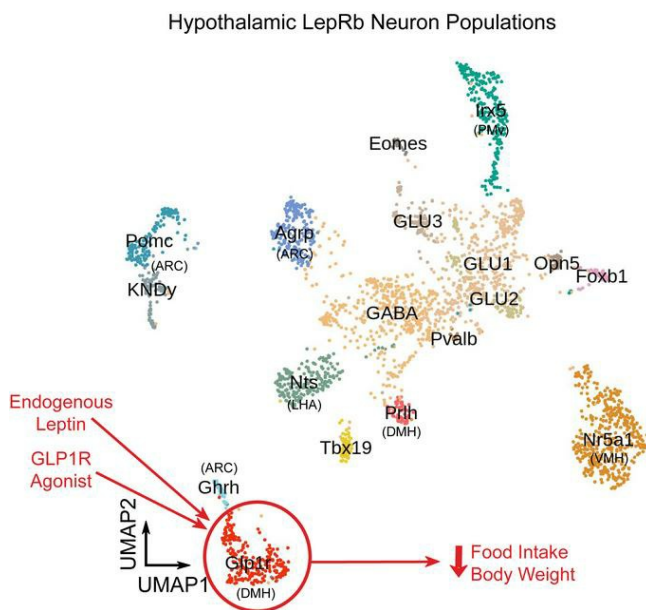 Hypothalamic LepRb Neuron Populations
Irx5
(PMv)
Eomes
Pomc
(ARC)
KNDy
Agrp
(ARC)
GLU3
GLU1
Opn5
Foxb1
GLU2
GABA
Pvalb
Nts
(LHA)
Prlh
(DMH)
Tbx19
Nr5a1
(VMH)
Endogenous
Leptin
GLP1R
Agonist
(ARC)
Ghrh
Glp1r
(DMH)
UMAP2
UMAP1
Food Intake
Body Weight